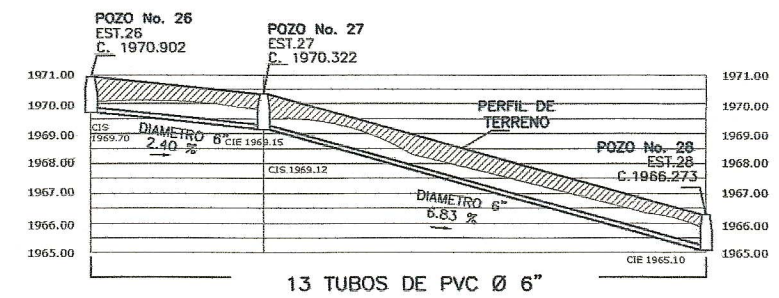 POZO No. 26
EST.26
C. 1970.902
POZO No. 27
EST.27
C. 1970.322
1971.00
1970.00
1969.00
1968.00
1967.00
1966.00
1965.00
CIS
1969.70
DIAMETRO 6"
2.40 %
CIE 1969.15
CIS.1969.12
PERFIL DE
TERRENO
DIAMETRO 6"
6.83 %
POZO No. 28
EST.28
C.1966.273
CIE 1965.10
1971.00
1970.00
1969.00
1968.00
1967.00
1966.00
1965.00
13 TUBOS DE PVC Ø 6"